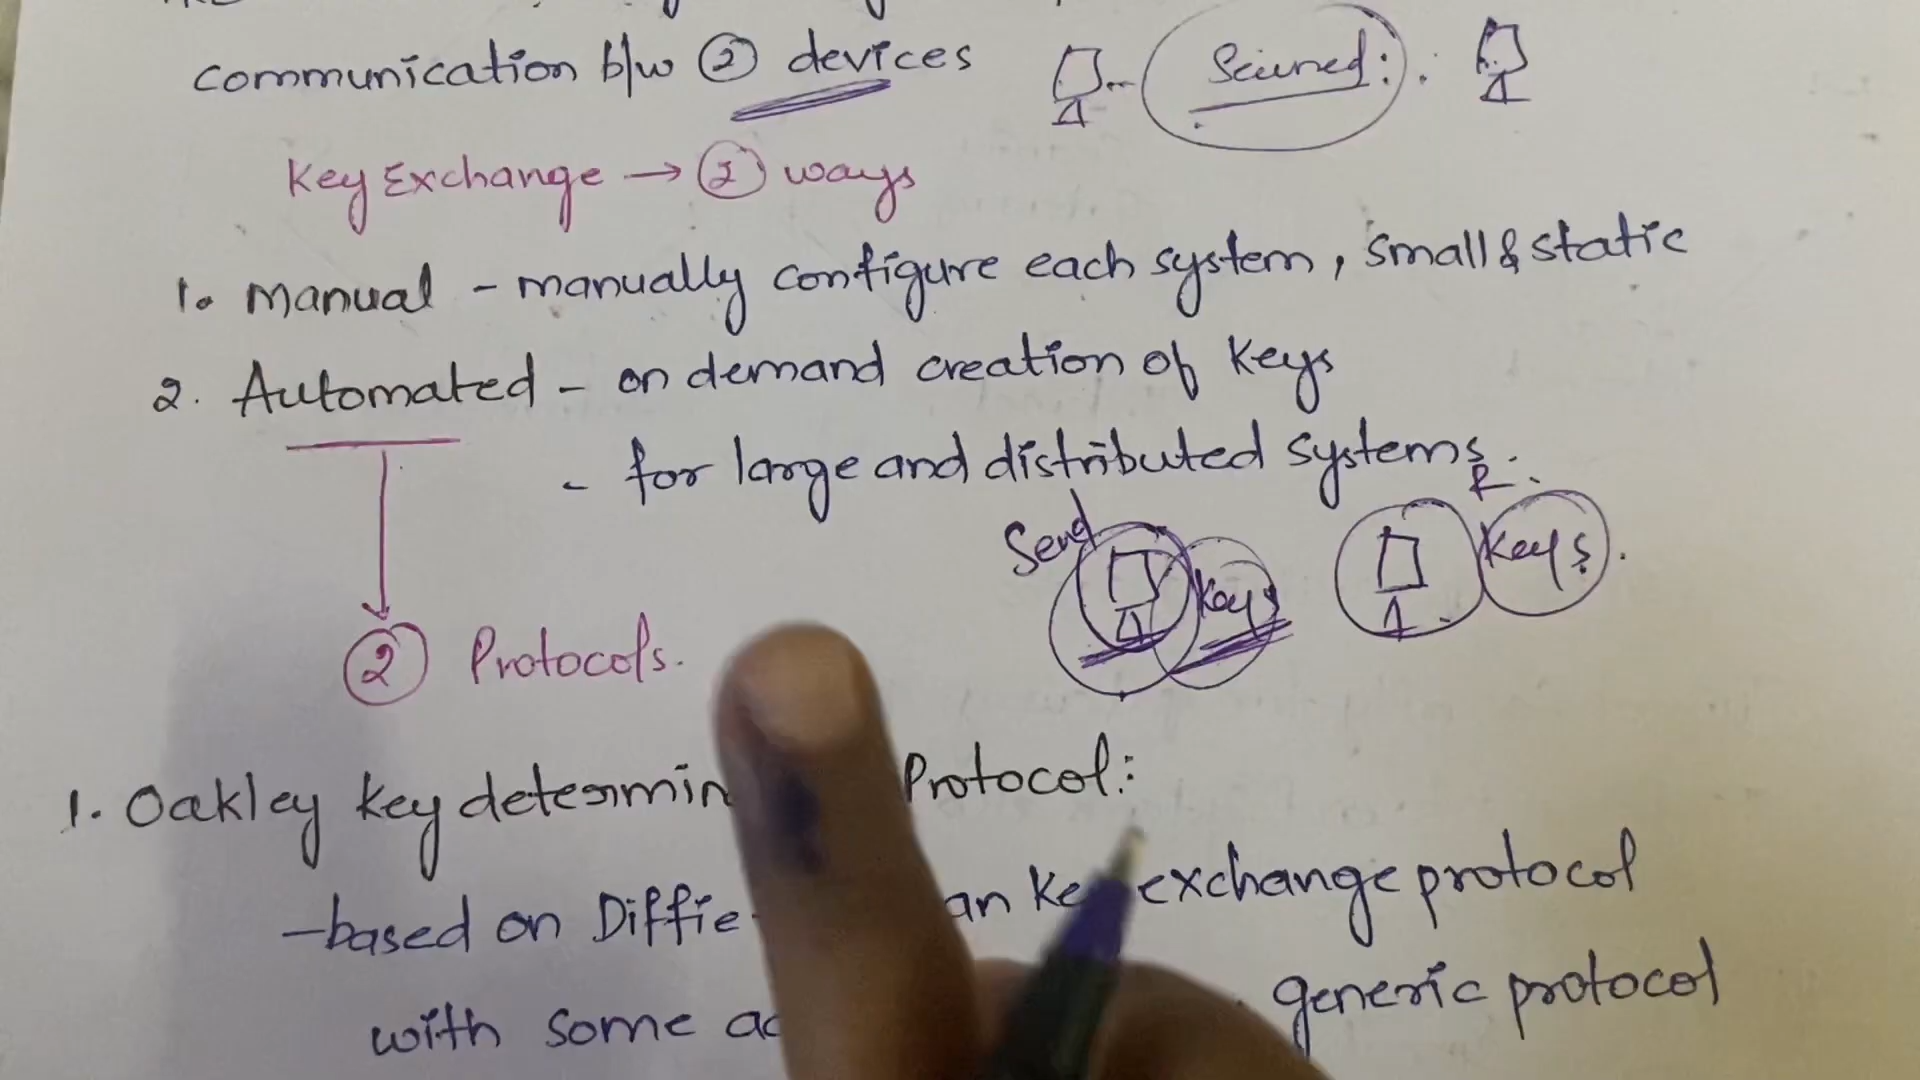 communication b/w ② devices
Secured:
Key Exchange → ② ways
1. Manual - manually configure each system, small & static
2. Automated - on demand creation of keys
- for large and distributed systems.
Send
Keys
R
Keys
② Protocols.
1. Oakley key determin Protocol:
- based on Diffie- an Ke exchange protocol
with some generic protocol